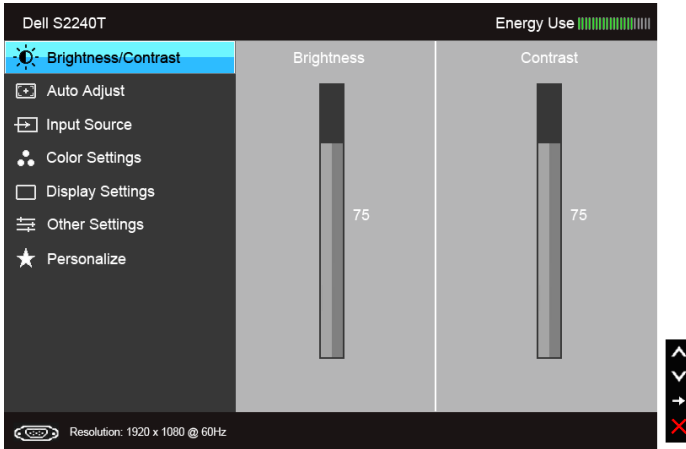 Dell S2240T
Energy Use
Brightness/Contrast
Auto Adjust
Input Source
Color Settings
Display Settings
Other Settings
Personalize
Brightness
Contrast
75
75
Resolution: 1920 x 1080 @ 60Hz